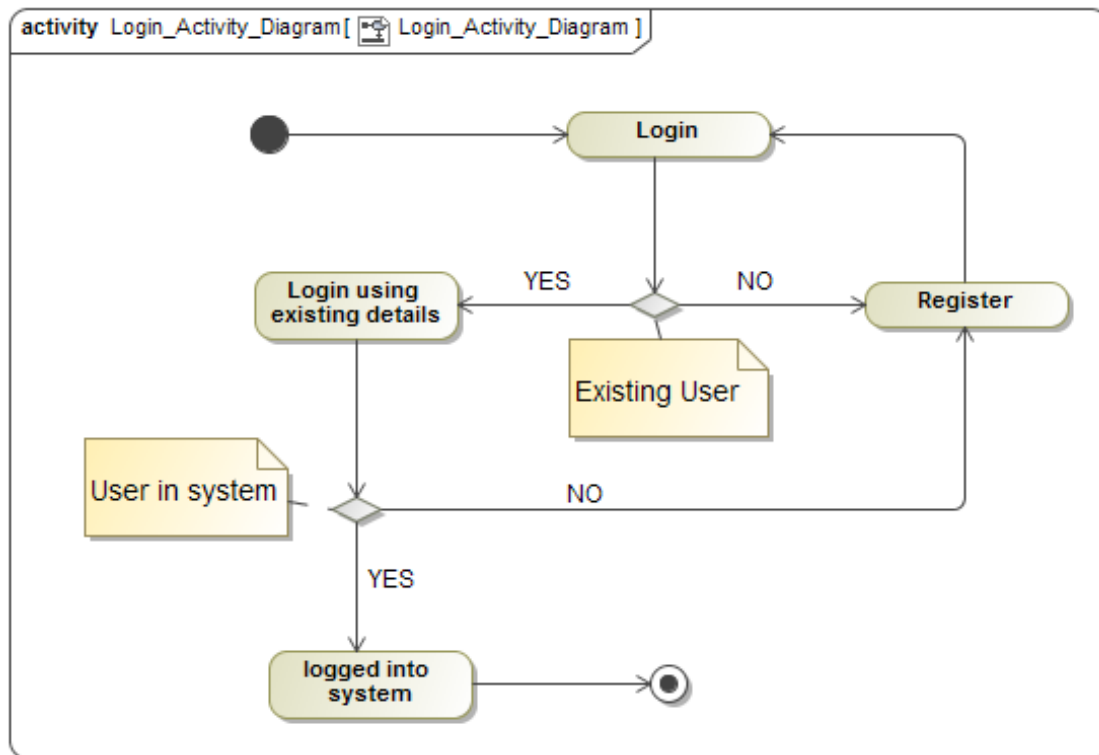 activity Login_Activity_Diagram[ Login_Activity_Diagram ]
Login
YES
NO
Login using
existing details
Register
Existing User
User in system
NO
YES
logged into
system